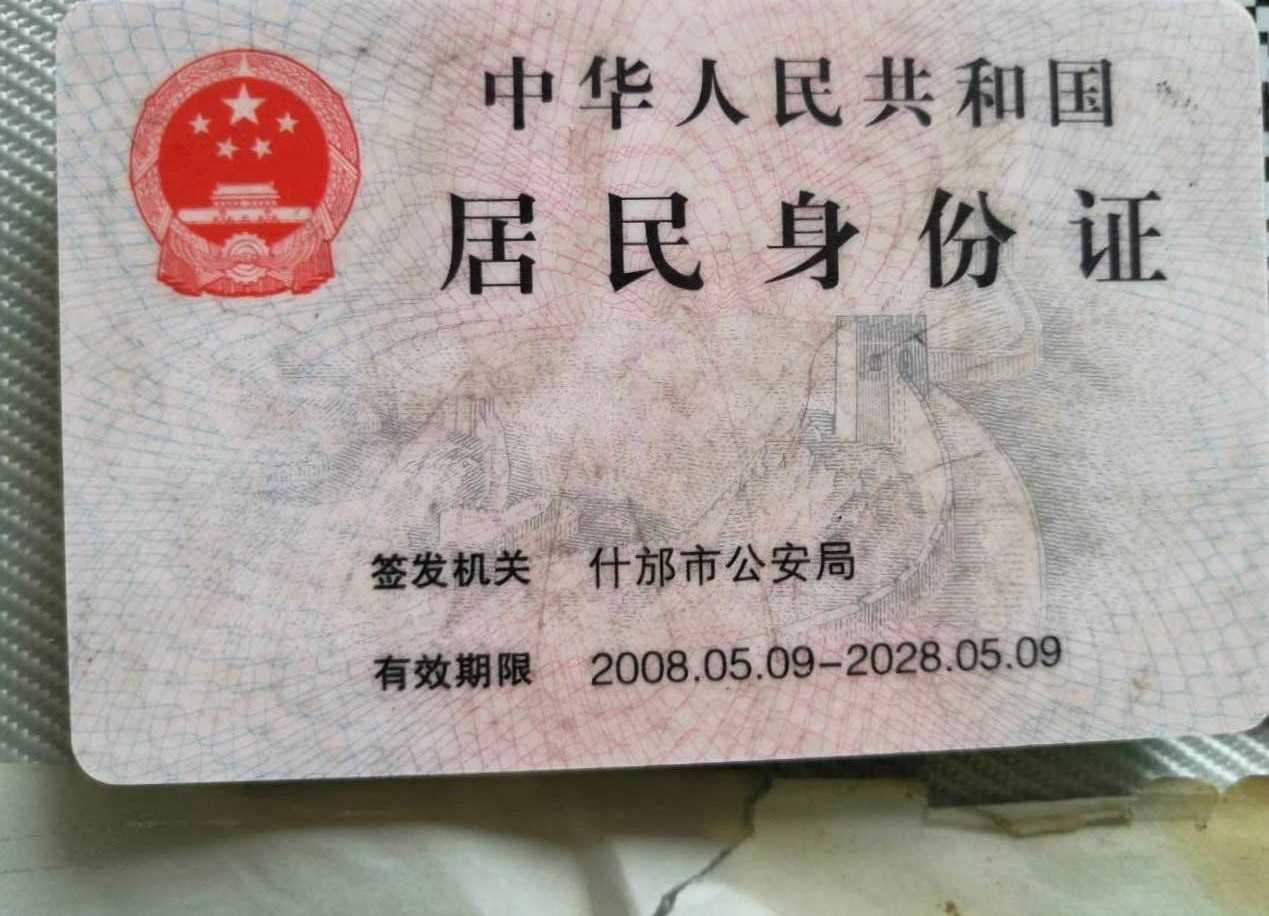 中华人民共和国
居民身份证
签发机关 什邡市公安局
有效期限 2008.05.09-2028.05.09